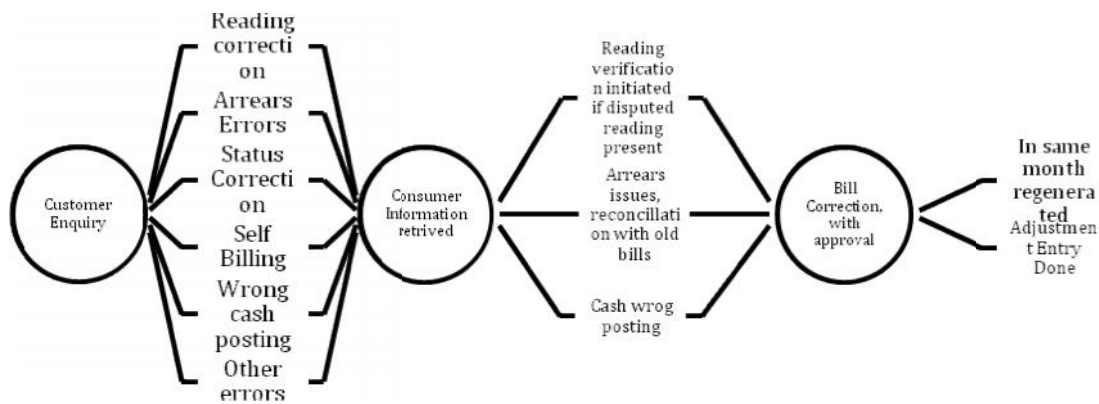 Customer
Enquiry
Reading
correcti
on
Arrears
Errors
Status
Correcti
on
Self
Billing
Wrong
cash
posting
Other
errors
Consumer
Information
retrived
Reading
verificatio
n initiated
if disputed
reading
present
Arrears
issues,
reconcillati
on with old
bills
Cash wrog
posting
Bill
Correction,
with
approval
In same
month
regenera
ted
Adjustmen
t Entry
Done